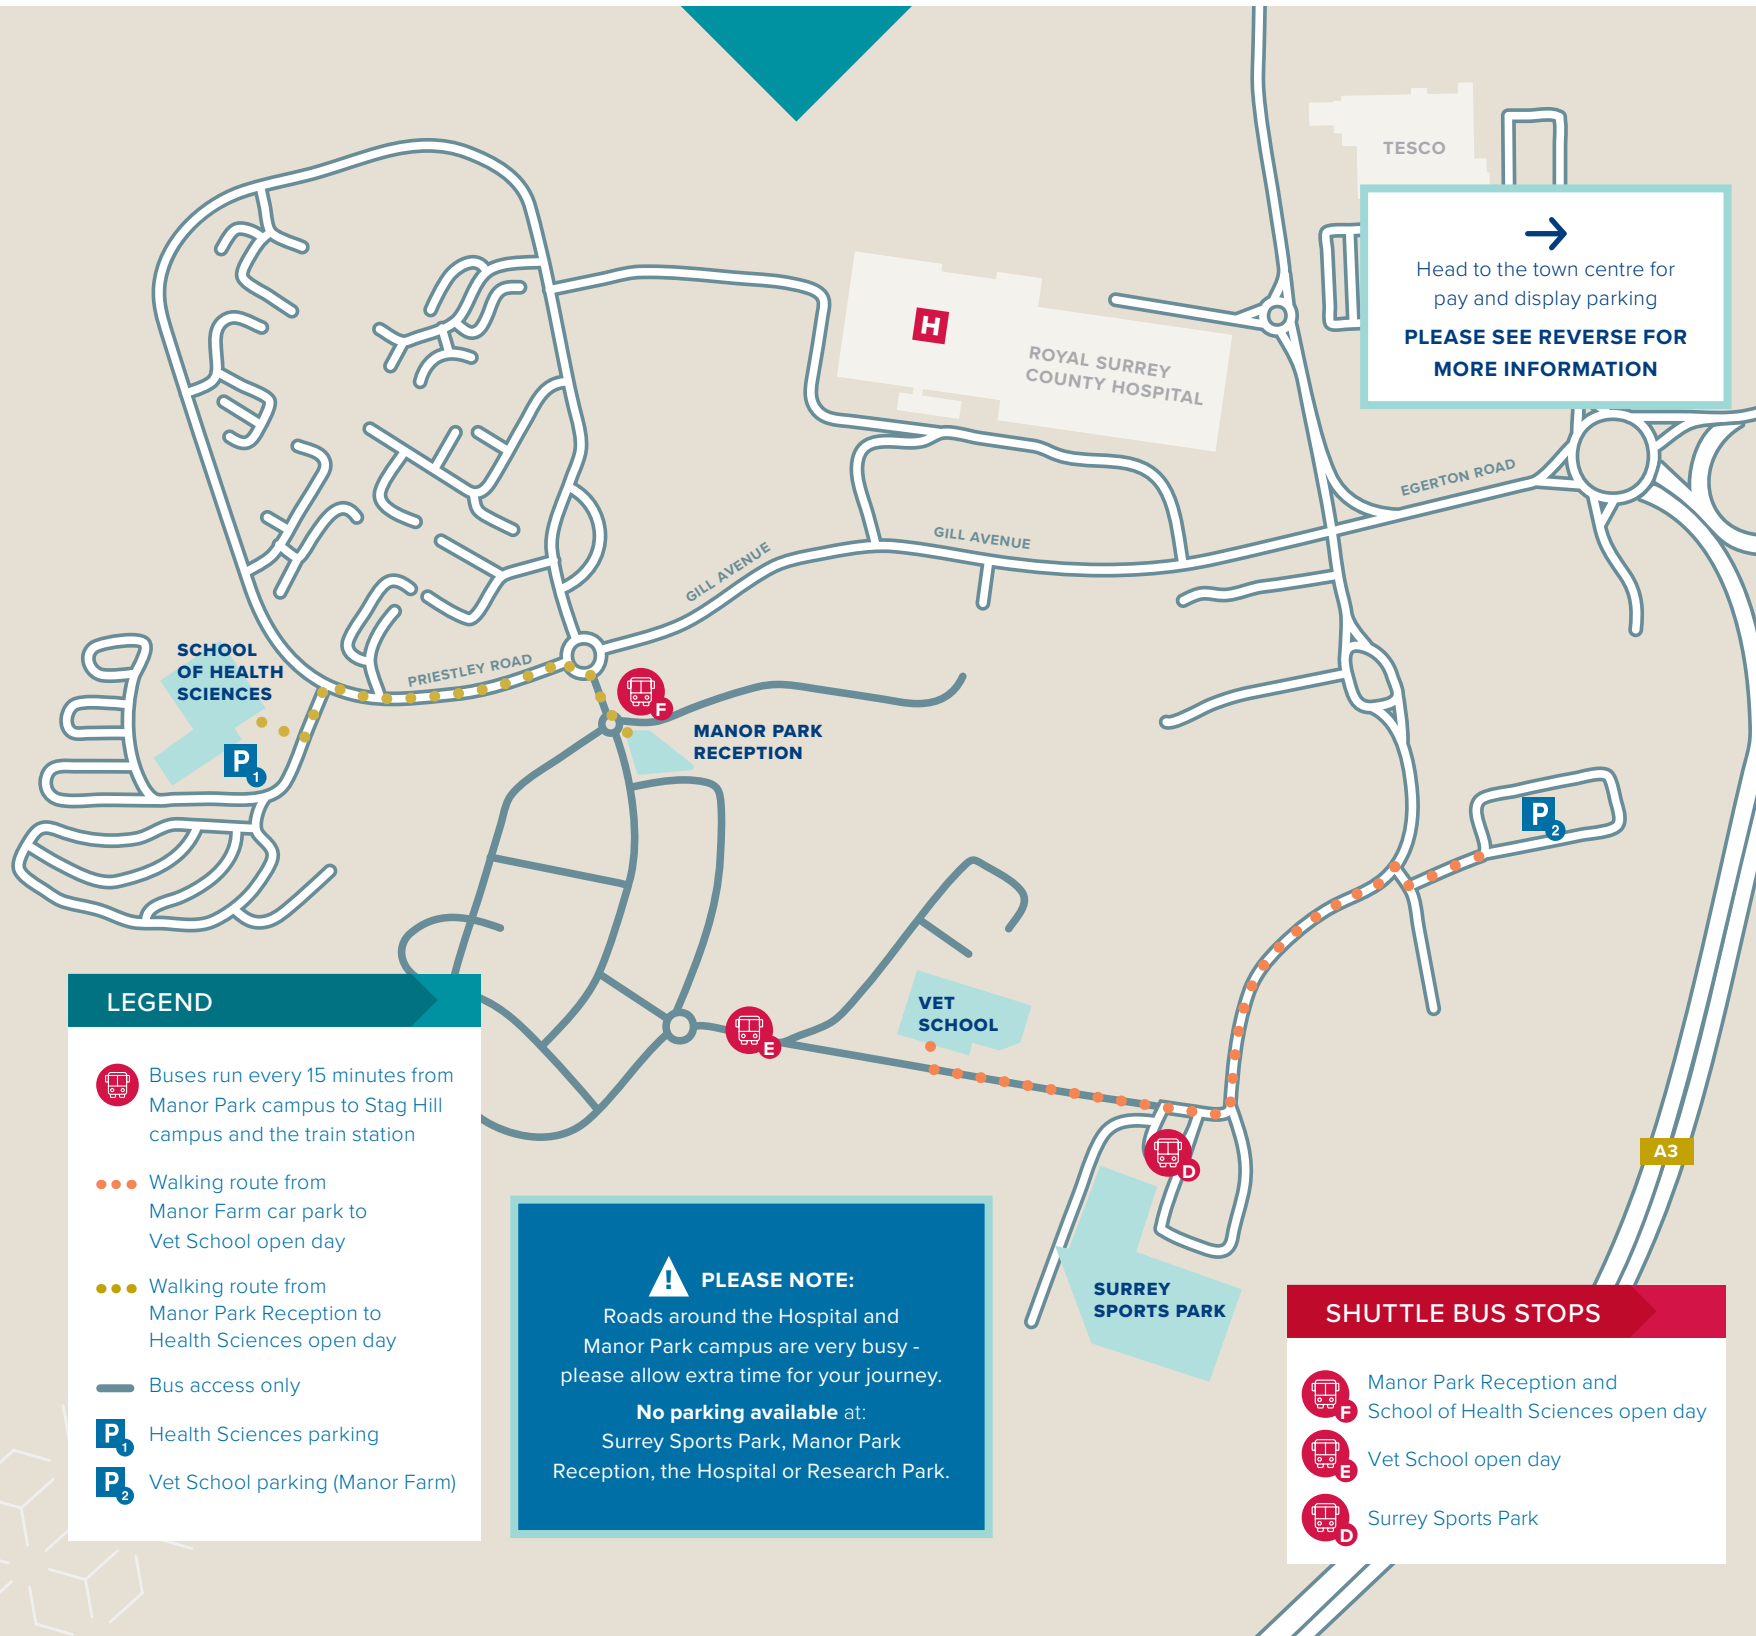 TESCO
Head to the town centre for
pay and display parking
PLEASE SEE REVERSE FOR
MORE INFORMATION
H
ROYAL SURREY
COUNTY HOSPITAL
EGERTON ROAD
GILL AVENUE
GILL AVENUE
SCHOOL
OF HEALTH
SCIENCES
PRIESTLEY ROAD
F
MANOR PARK
RECEPTION
P
1
P
2
VET
SCHOOL
E
D
A3
SURREY
SPORTS PARK
LEGEND
Buses run every 15 minutes from
Manor Park campus to Stag Hill
campus and the train station
Walking route from
Manor Farm car park to
Vet School open day
Walking route from
Manor Park Reception to
Health Sciences open day
Bus access only
P
1
Health Sciences parking
P
2
Vet School parking (Manor Farm)
! PLEASE NOTE:
Roads around the Hospital and
Manor Park campus are very busy -
please allow extra time for your journey.
No parking available at:
Surrey Sports Park, Manor Park
Reception, the Hospital or Research Park.
SHUTTLE BUS STOPS
F
Manor Park Reception and
School of Health Sciences open day
E
Vet School open day
D
Surrey Sports Park